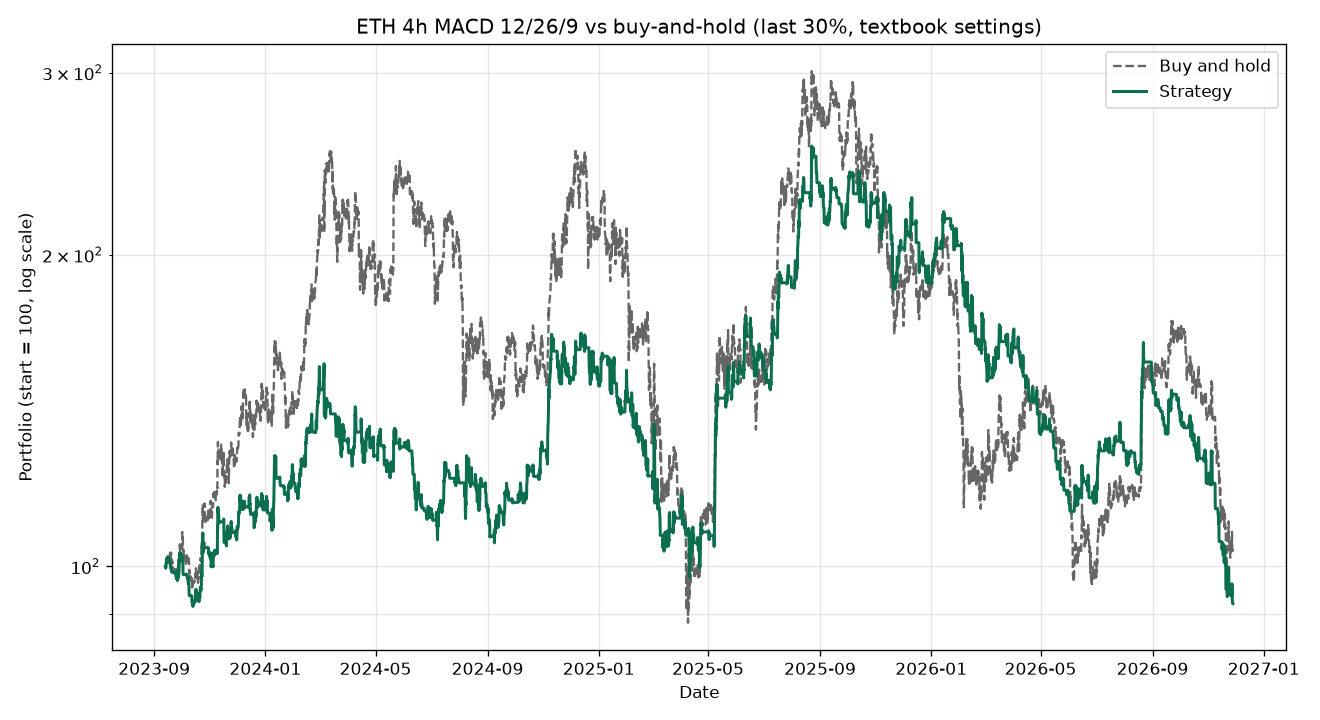 ETH 4h MACD 12/26/9 vs buy-and-hold (last 30%, textbook settings)
Buy and hold
Strategy
Portfolio (start = 100, log scale)
3 × 10²
2 × 10²
10²
2023-09 2024-01 2024-05 2024-09 2025-01 2025-05 2025-09 2026-01 2026-05 2026-09 2027-01
Date